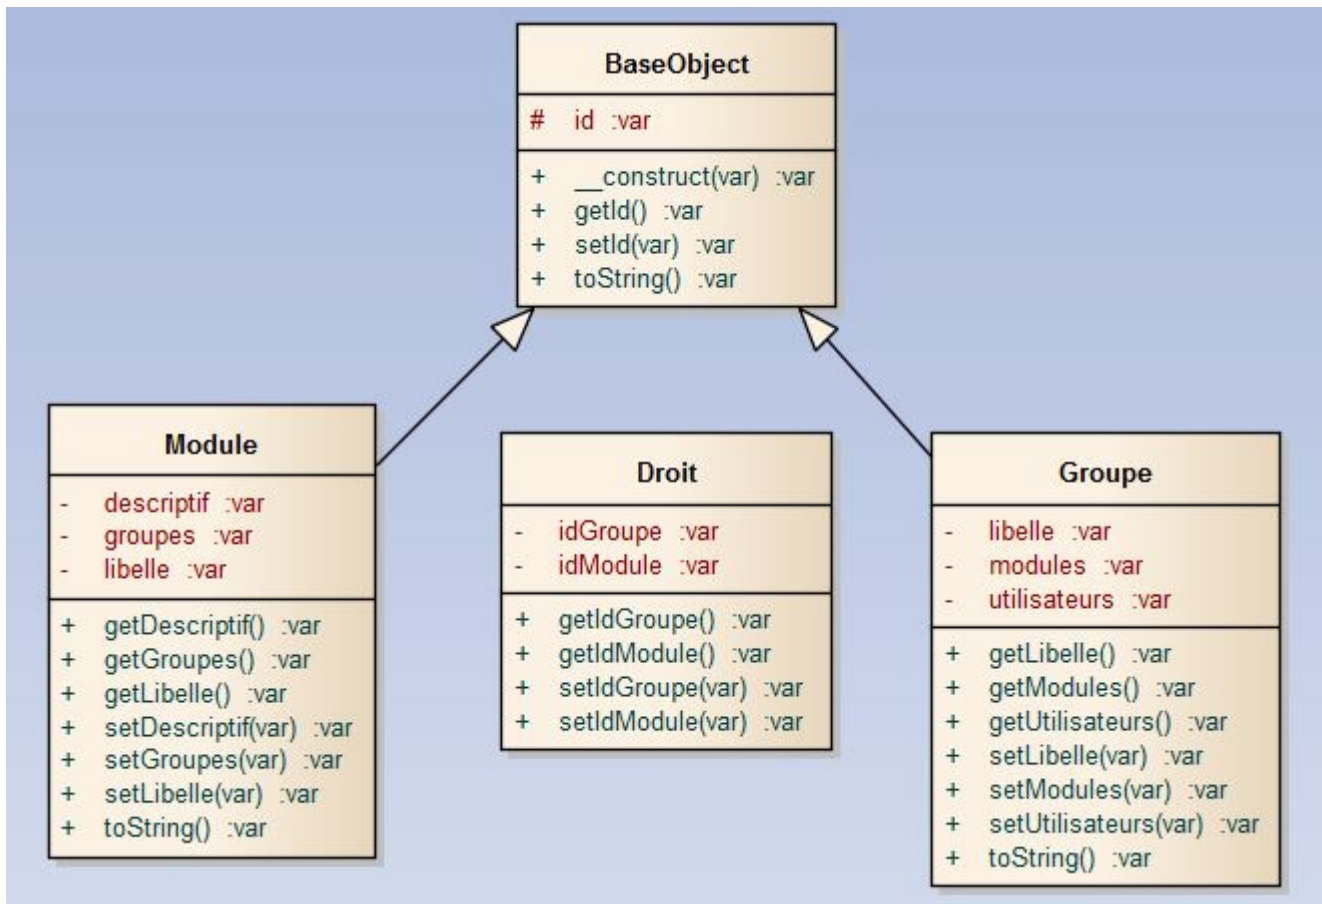 BaseObject
# id :var
+ __construct(var) :var
+ getId() :var
+ setId(var) :var
+ toString() :var
Module
- descriptif :var
- groupes :var
- libelle :var
+ getDescriptif() :var
+ getGroupes() :var
+ getLibelle() :var
+ setDescriptif(var) :var
+ setGroupes(var) :var
+ setLibelle(var) :var
+ toString() :var
Droit
- idGroupe :var
- idModule :var
+ getIdGroupe() :var
+ getIdModule() :var
+ setIdGroupe(var) :var
+ setIdModule(var) :var
Groupe
- libelle :var
- modules :var
- utilisateurs :var
+ getLibelle() :var
+ getModules() :var
+ getUtilisateurs() :var
+ setLibelle(var) :var
+ setModules(var) :var
+ setUtilisateurs(var) :var
+ toString() :var